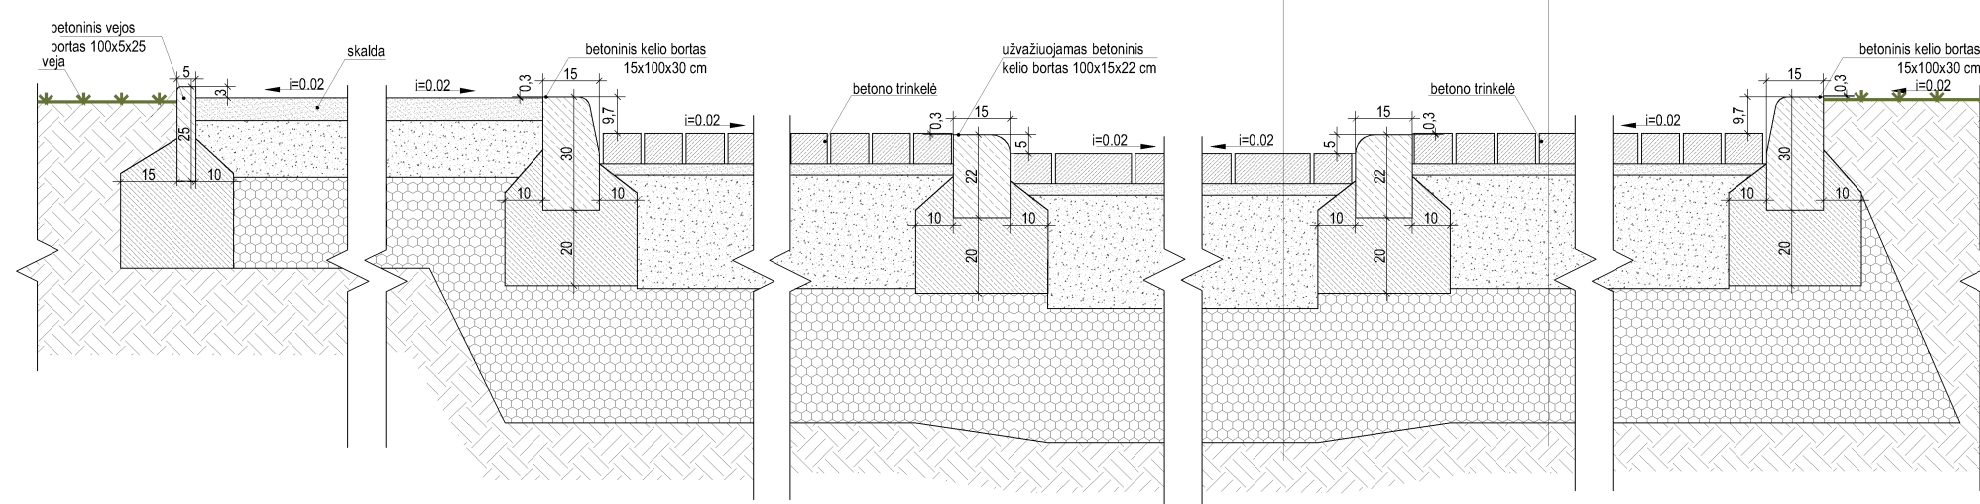 betoninis vejos
bortas 100x5x25
veja
5
3
i=0.02
skalda
25
15
10
i=0.02
0,3
15
betoninis kelio bortas
15x100x30 cm
9,7
30
10
10
20
i=0.02
betono trinkelė
0,3
15
užvažiuojamas betoninis
kelio bortas 100x15x22 cm
5
22
10
10
20
i=0.02
i=0.02
5
15
0,3
22
10
10
20
betono trinkelė
i=0.02
9,7
15
0,3
betoninis kelio bortas
15x100x30 cm
i=0.02
30
10
10
20